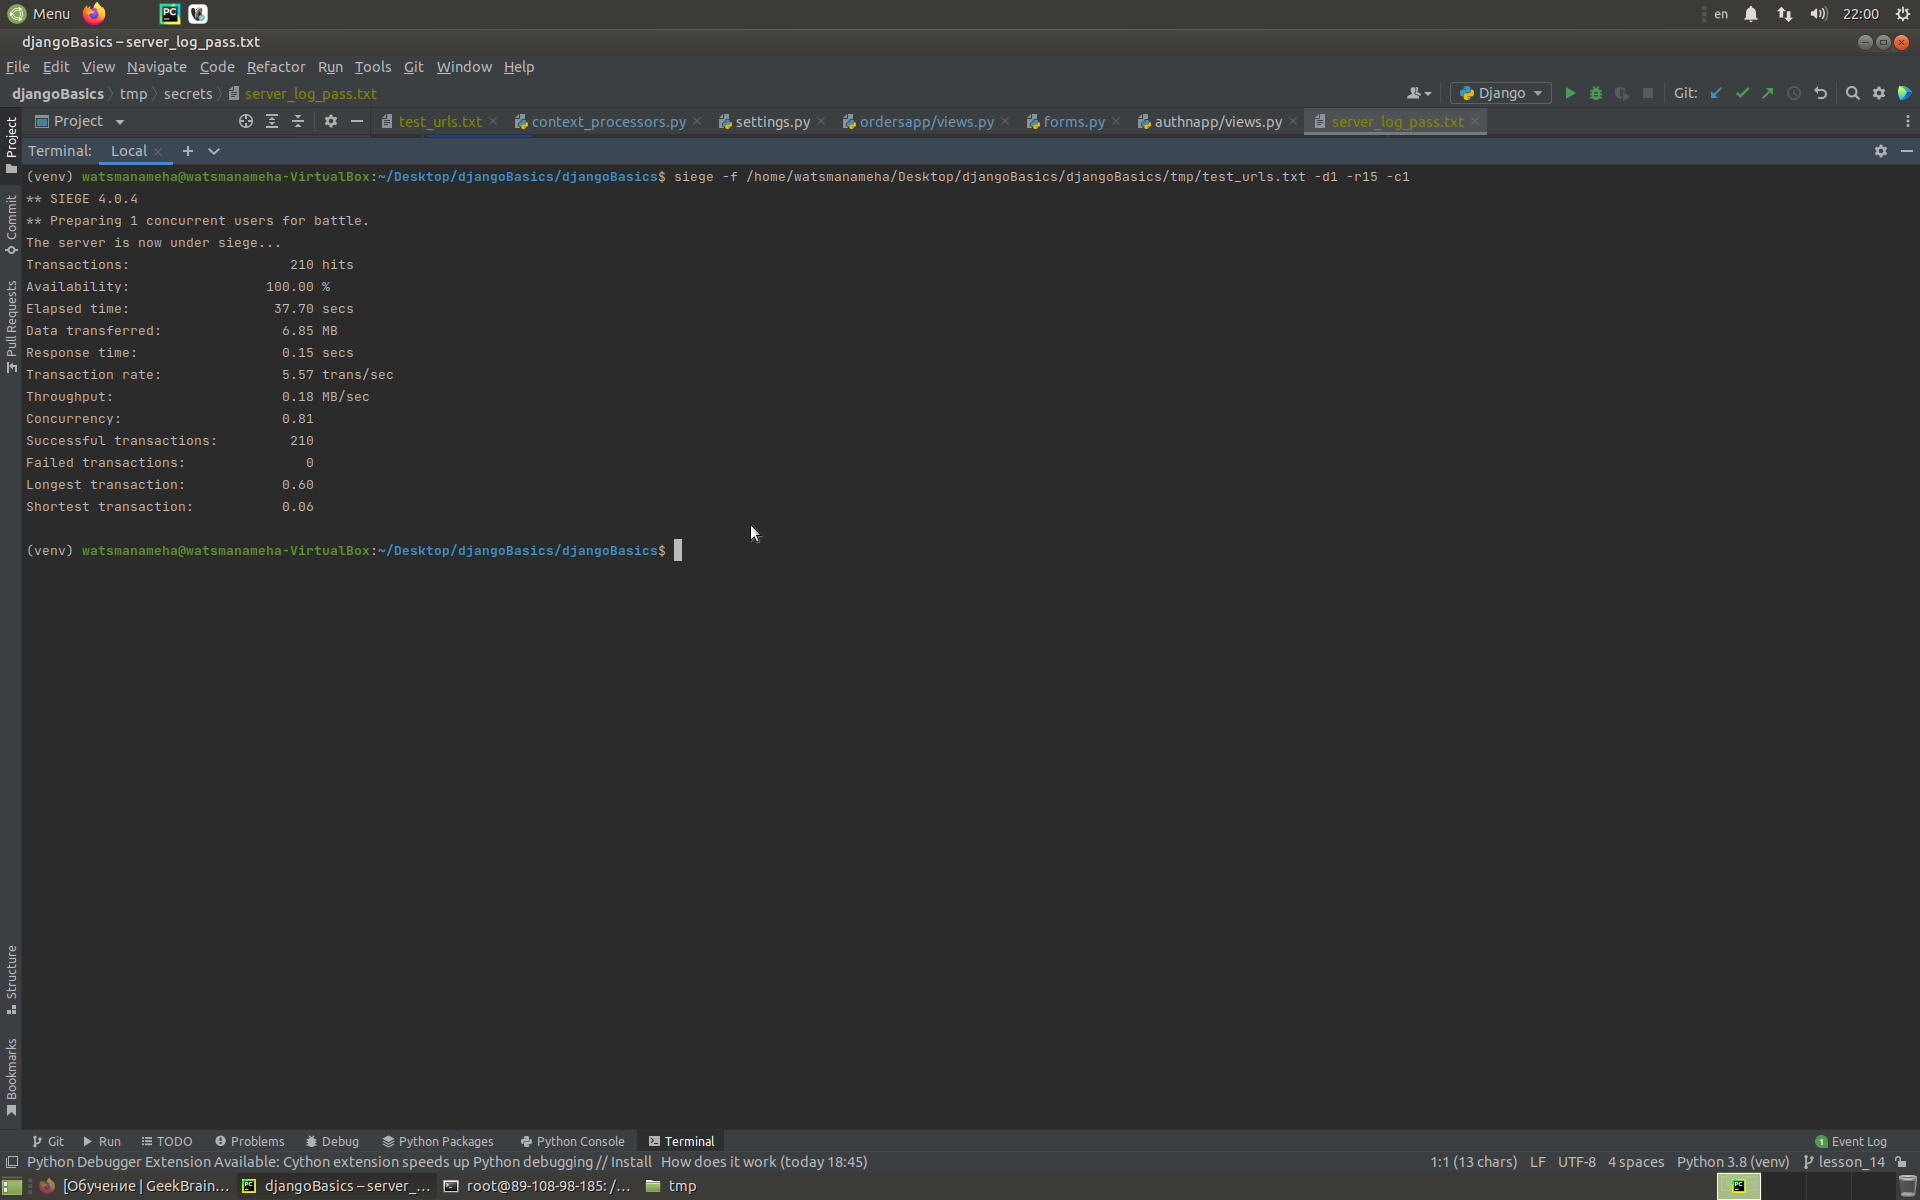 Menu
en 22:00
djangoBasics – server_log_pass.txt
File Edit View Navigate Code Refactor Run Tools Git Window Help
djangoBasics tmp secrets server_log_pass.txt
Django Git:
Project test_urls.txt context_processors.py settings.py ordersapp/views.py forms.py authnapp/views.py server_log_pass.txt
Terminal: Local
(venv) watsmanameha@watsmanameha-VirtualBox:~/Desktop/djangoBasics/djangoBasics$ siege -f /home/watsmanameha/Desktop/djangoBasics/djangoBasics/tmp/test_urls.txt -d1 -r15 -c1
** SIEGE 4.0.4
** Preparing 1 concurrent users for battle.
The server is now under siege...
Transactions: 210 hits
Availability: 100.00 %
Elapsed time: 37.70 secs
Data transferred: 6.85 MB
Response time: 0.15 secs
Transaction rate: 5.57 trans/sec
Throughput: 0.18 MB/sec
Concurrency: 0.81
Successful transactions: 210
Failed transactions: 0
Longest transaction: 0.60
Shortest transaction: 0.06
(venv) watsmanameha@watsmanameha-VirtualBox:~/Desktop/djangoBasics/djangoBasics$
Project
Commit
Pull Requests
Structure
Bookmarks
Git Run TODO Problems Debug Python Packages Python Console Terminal 1 Event Log
Python Debugger Extension Available: Cython extension speeds up Python debugging // Install How does it work (today 18:45) 1:1 (13 chars) LF UTF-8 4 spaces Python 3.8 (venv) lesson_14
[Обучение | GeekBrain... djangoBasics – server_... root@89-108-98-185: /... tmp